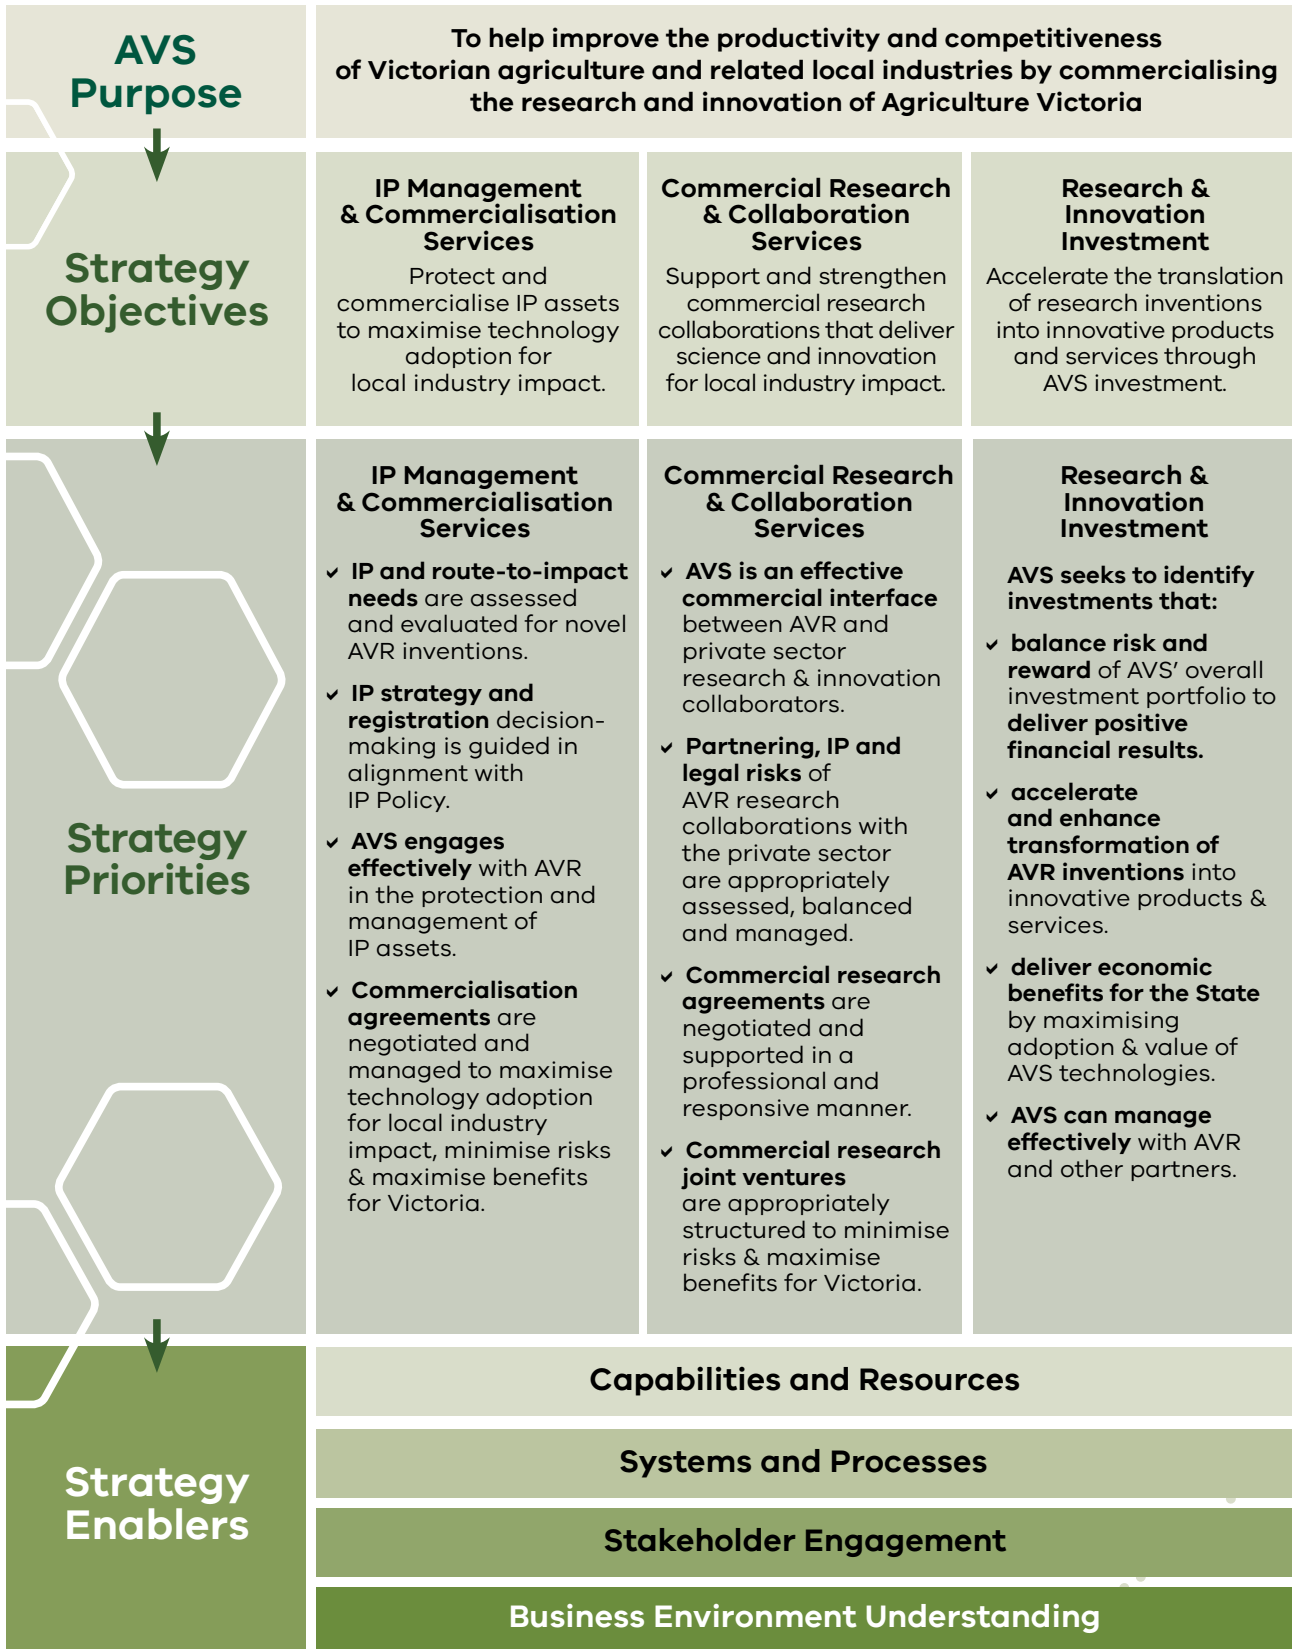 AVS
Purpose
To help improve the productivity and competitiveness
of Victorian agriculture and related local industries by commercialising
the research and innovation of Agriculture Victoria
Strategy
Objectives
IP Management
& Commercialisation
Services
Protect and
commercialise IP assets
to maximise technology
adoption for
local industry impact.
Commercial Research
& Collaboration
Services
Support and strengthen
commercial research
collaborations that deliver
science and innovation
for local industry impact.
Research &
Innovation
Investment
Accelerate the translation
of research inventions
into innovative products
and services through
AVS investment.
Strategy
Priorities
IP Management
& Commercialisation
Services
IP and route-to-impact
needs are assessed
and evaluated for novel
AVR inventions.
IP strategy and
registration decision-
making is guided in
alignment with
IP Policy.
AVS engages
effectively with AVR
in the protection and
management of
IP assets.
Commercialisation
agreements are
negotiated and
managed to maximise
technology adoption
for local industry
impact, minimise risks
& maximise benefits
for Victoria.
Commercial Research
& Collaboration
Services
AVS is an effective
commercial interface
between AVR and
private sector
research & innovation
collaborators.
Partnering, IP and
legal risks of
AVR research
collaborations with
the private sector
are appropriately
assessed, balanced
and managed.
Commercial research
agreements are
negotiated and
supported in a
professional and
responsive manner.
Commercial research
joint ventures
are appropriately
structured to minimise
risks & maximise
benefits for Victoria.
Research &
Innovation
Investment
AVS seeks to identify
investments that:
balance risk and
reward of AVS' overall
investment portfolio to
deliver positive
financial results.
accelerate
and enhance
transformation of
AVR inventions into
innovative products &
services.
deliver economic
benefits for the State
by maximising
adoption & value of
AVS technologies.
AVS can manage
effectively with AVR
and other partners.
Strategy
Enablers
Capabilities and Resources
Systems and Processes
Stakeholder Engagement
Business Environment Understanding